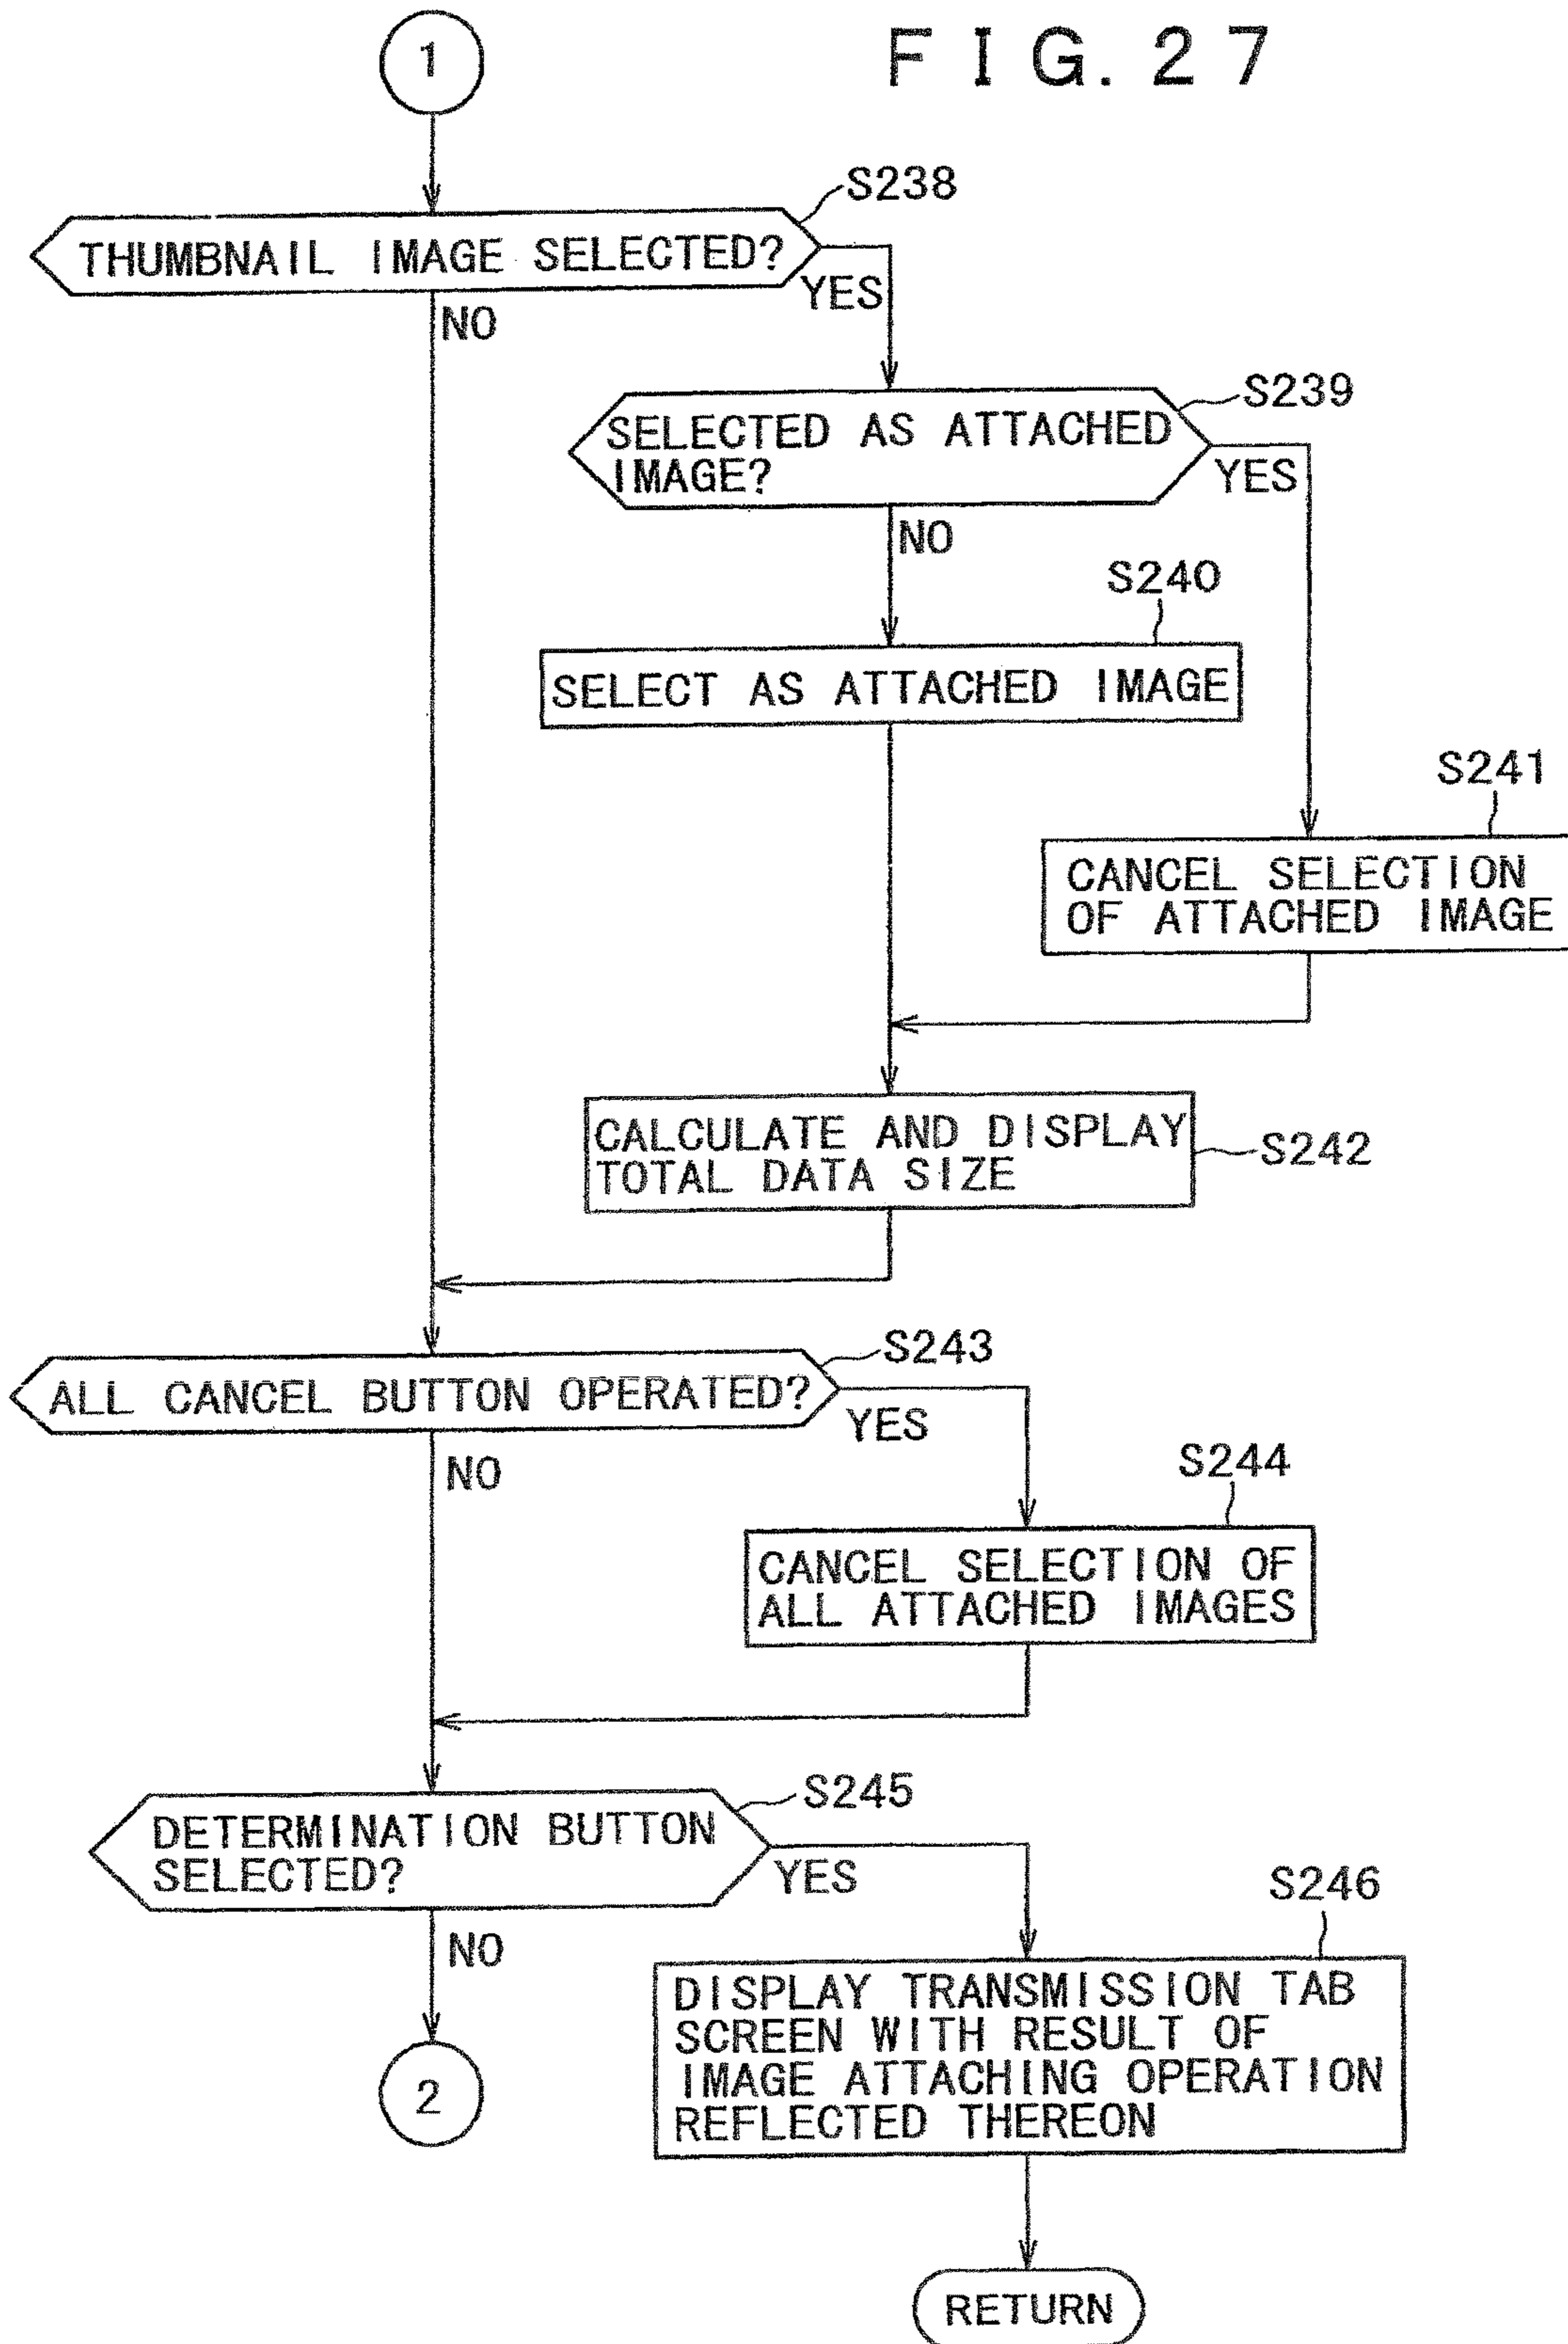 1
FIG. 27
S238
THUMBNAIL IMAGE SELECTED?
YES
NO
S239
SELECTED AS ATTACHED
IMAGE?
YES
NO
S240
SELECT AS ATTACHED IMAGE
S241
CANCEL SELECTION
OF ATTACHED IMAGE
CALCULATE AND DISPLAY
TOTAL DATA SIZE
S242
S243
ALL CANCEL BUTTON OPERATED?
YES
NO
S244
CANCEL SELECTION OF
ALL ATTACHED IMAGES
S245
DETERMINATION BUTTON
SELECTED?
YES
NO
S246
DISPLAY TRANSMISSION TAB
SCREEN WITH RESULT OF
IMAGE ATTACHING OPERATION
REFLECTED THEREON
2
RETURN